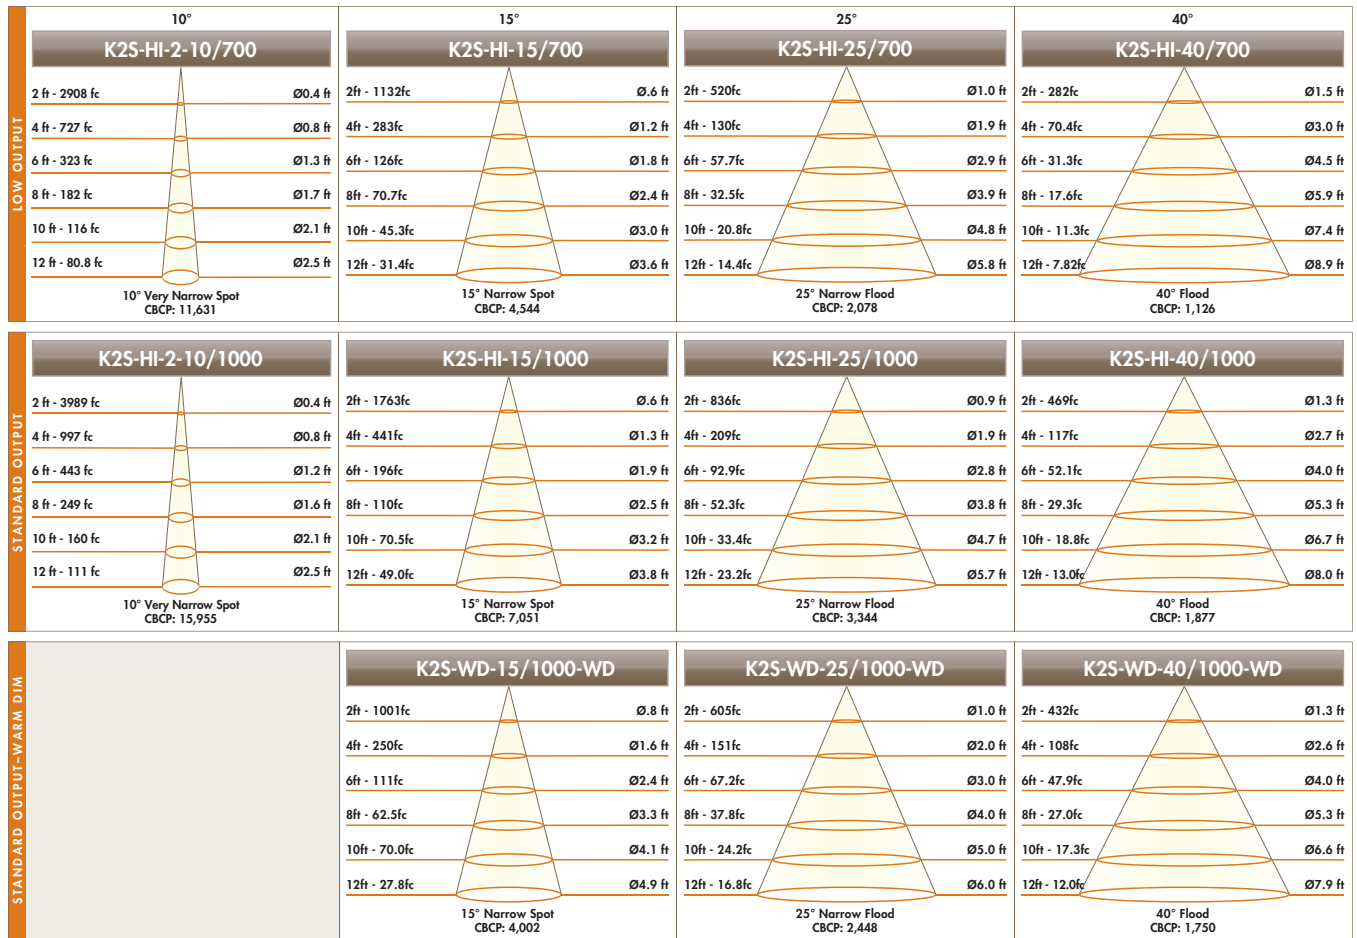 10°
15°
25°
40°
LOW OUTPUT
K2S-HI-2-10/700
2 ft - 2908 fc Ø0.4 ft
4 ft - 727 fc Ø0.8 ft
6 ft - 323 fc Ø1.3 ft
8 ft - 182 fc Ø1.7 ft
10 ft - 116 fc Ø2.1 ft
12 ft - 80.8 fc Ø2.5 ft
10° Very Narrow Spot
CBCP: 11,631
K2S-HI-15/700
2ft - 1132fc Ø.6 ft
4ft - 283fc Ø1.2 ft
6ft - 126fc Ø1.8 ft
8ft - 70.7fc Ø2.4 ft
10ft - 45.3fc Ø3.0 ft
12ft - 31.4fc Ø3.6 ft
15° Narrow Spot
CBCP: 4,544
K2S-HI-25/700
2ft - 520fc Ø1.0 ft
4ft - 130fc Ø1.9 ft
6ft - 57.7fc Ø2.9 ft
8ft - 32.5fc Ø3.9 ft
10ft - 20.8fc Ø4.8 ft
12ft - 14.4fc Ø5.8 ft
25° Narrow Flood
CBCP: 2,078
K2S-HI-40/700
2ft - 282fc Ø1.5 ft
4ft - 70.4fc Ø3.0 ft
6ft - 31.3fc Ø4.5 ft
8ft - 17.6fc Ø5.9 ft
10ft - 11.3fc Ø7.4 ft
12ft - 7.82fc Ø8.9 ft
40° Flood
CBCP: 1,126
STANDARD OUTPUT
K2S-HI-2-10/1000
2 ft - 3989 fc Ø0.4 ft
4 ft - 997 fc Ø0.8 ft
6 ft - 443 fc Ø1.2 ft
8 ft - 249 fc Ø1.6 ft
10 ft - 160 fc Ø2.1 ft
12 ft - 111 fc Ø2.5 ft
10° Very Narrow Spot
CBCP: 15,955
K2S-HI-15/1000
2ft - 1763fc Ø.6 ft
4ft - 441fc Ø1.3 ft
6ft - 196fc Ø1.9 ft
8ft - 110fc Ø2.5 ft
10ft - 70.5fc Ø3.2 ft
12ft - 49.0fc Ø3.8 ft
15° Narrow Spot
CBCP: 7,051
K2S-HI-25/1000
2ft - 836fc Ø0.9 ft
4ft - 209fc Ø1.9 ft
6ft - 92.9fc Ø2.8 ft
8ft - 52.3fc Ø3.8 ft
10ft - 33.4fc Ø4.7 ft
12ft - 23.2fc Ø5.7 ft
25° Narrow Flood
CBCP: 3,344
K2S-HI-40/1000
2ft - 469fc Ø1.3 ft
4ft - 117fc Ø2.7 ft
6ft - 52.1fc Ø4.0 ft
8ft - 29.3fc Ø5.3 ft
10ft - 18.8fc Ø6.7 ft
12ft - 13.0fc Ø8.0 ft
40° Flood
CBCP: 1,877
STANDARD OUTPUT–WARM DIM
K2S-WD-15/1000-WD
2ft - 1001fc Ø.8 ft
4ft - 250fc Ø1.6 ft
6ft - 111fc Ø2.4 ft
8ft - 62.5fc Ø3.3 ft
10ft - 70.0fc Ø4.1 ft
12ft - 27.8fc Ø4.9 ft
15° Narrow Spot
CBCP: 4,002
K2S-WD-25/1000-WD
2ft - 605fc Ø1.0 ft
4ft - 151fc Ø2.0 ft
6ft - 67.2fc Ø3.0 ft
8ft - 37.8fc Ø4.0 ft
10ft - 24.2fc Ø5.0 ft
12ft - 16.8fc Ø6.0 ft
25° Narrow Flood
CBCP: 2,448
K2S-WD-40/1000-WD
2ft - 432fc Ø1.3 ft
4ft - 108fc Ø2.6 ft
6ft - 47.9fc Ø4.0 ft
8ft - 27.0fc Ø5.3 ft
10ft - 17.3fc Ø6.6 ft
12ft - 12.0fc Ø7.9 ft
40° Flood
CBCP: 1,750